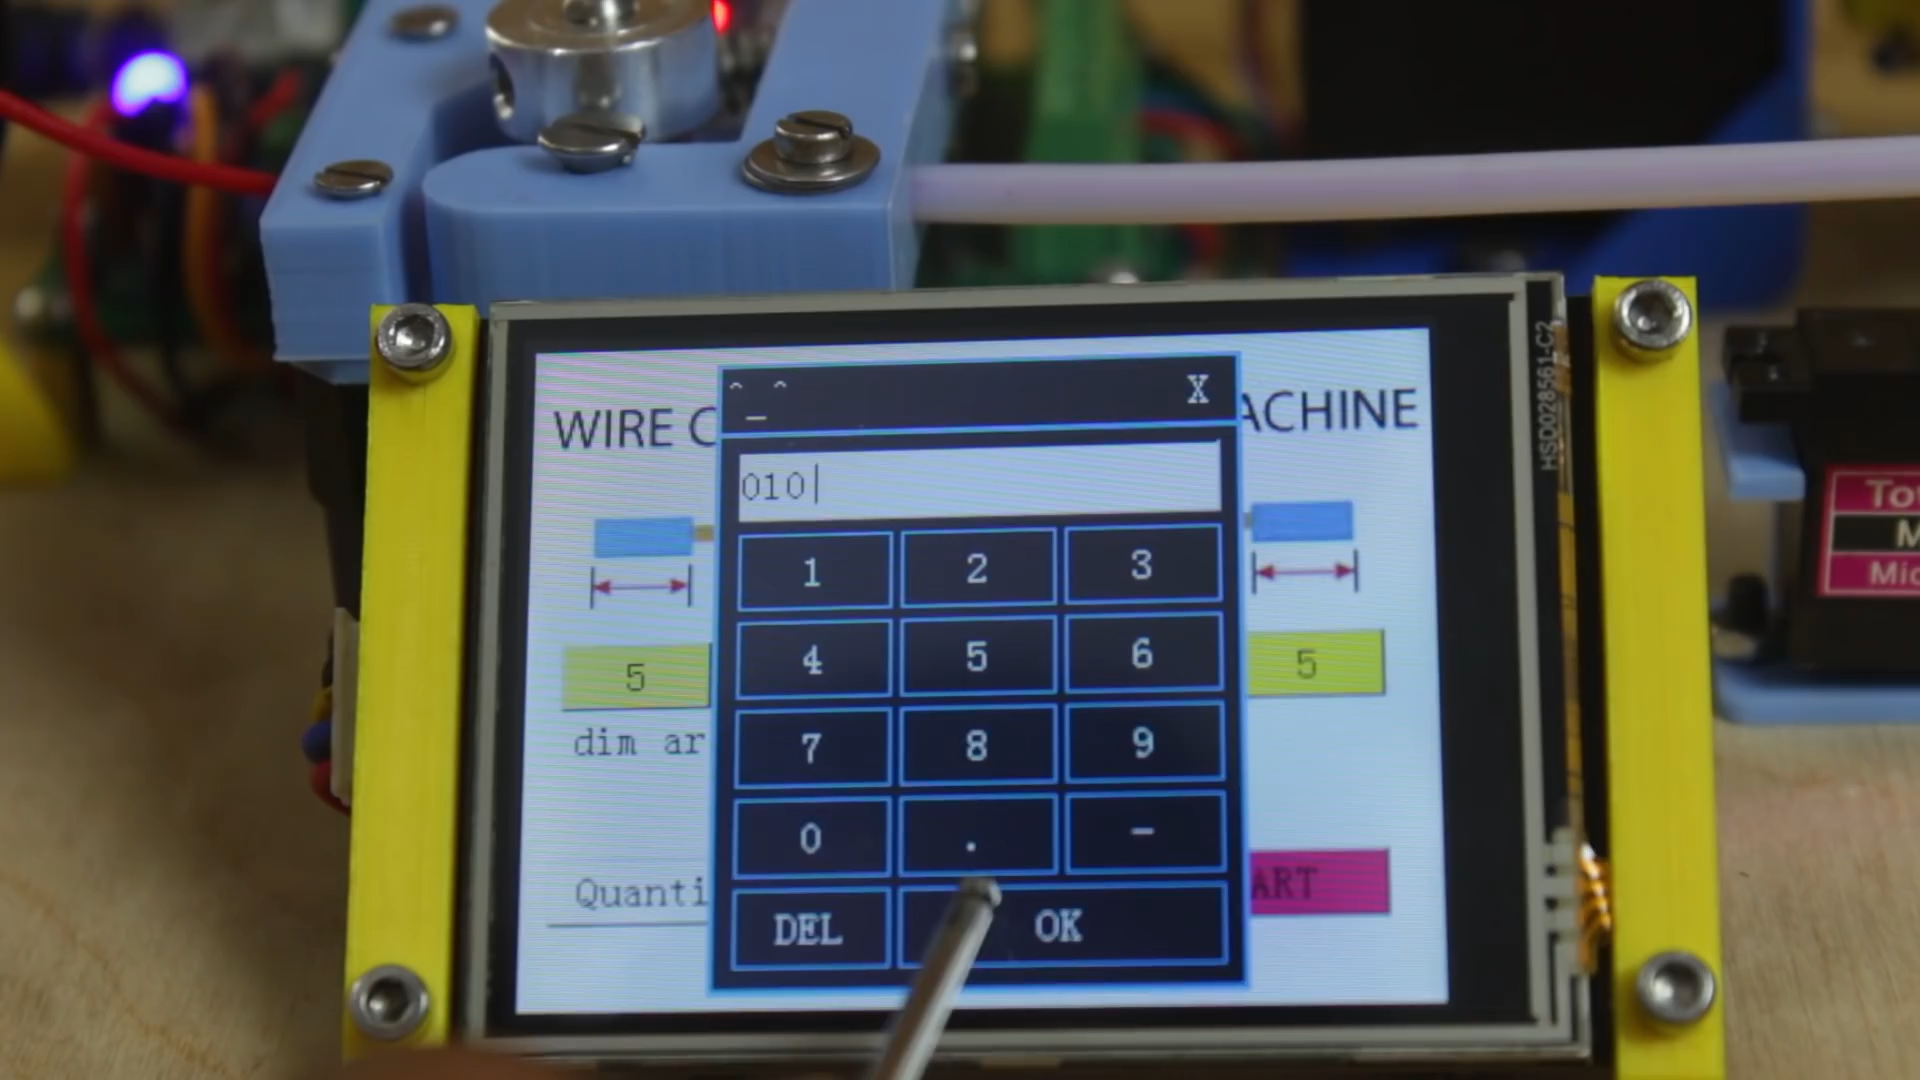 ^_^ X
WIRE C ACHINE
010
1 2 3
4 5 6
5 5
dim ar
7 8 9
0 . -
Quanti ART
DEL OK
HSD028561-C2
To
M
Mic